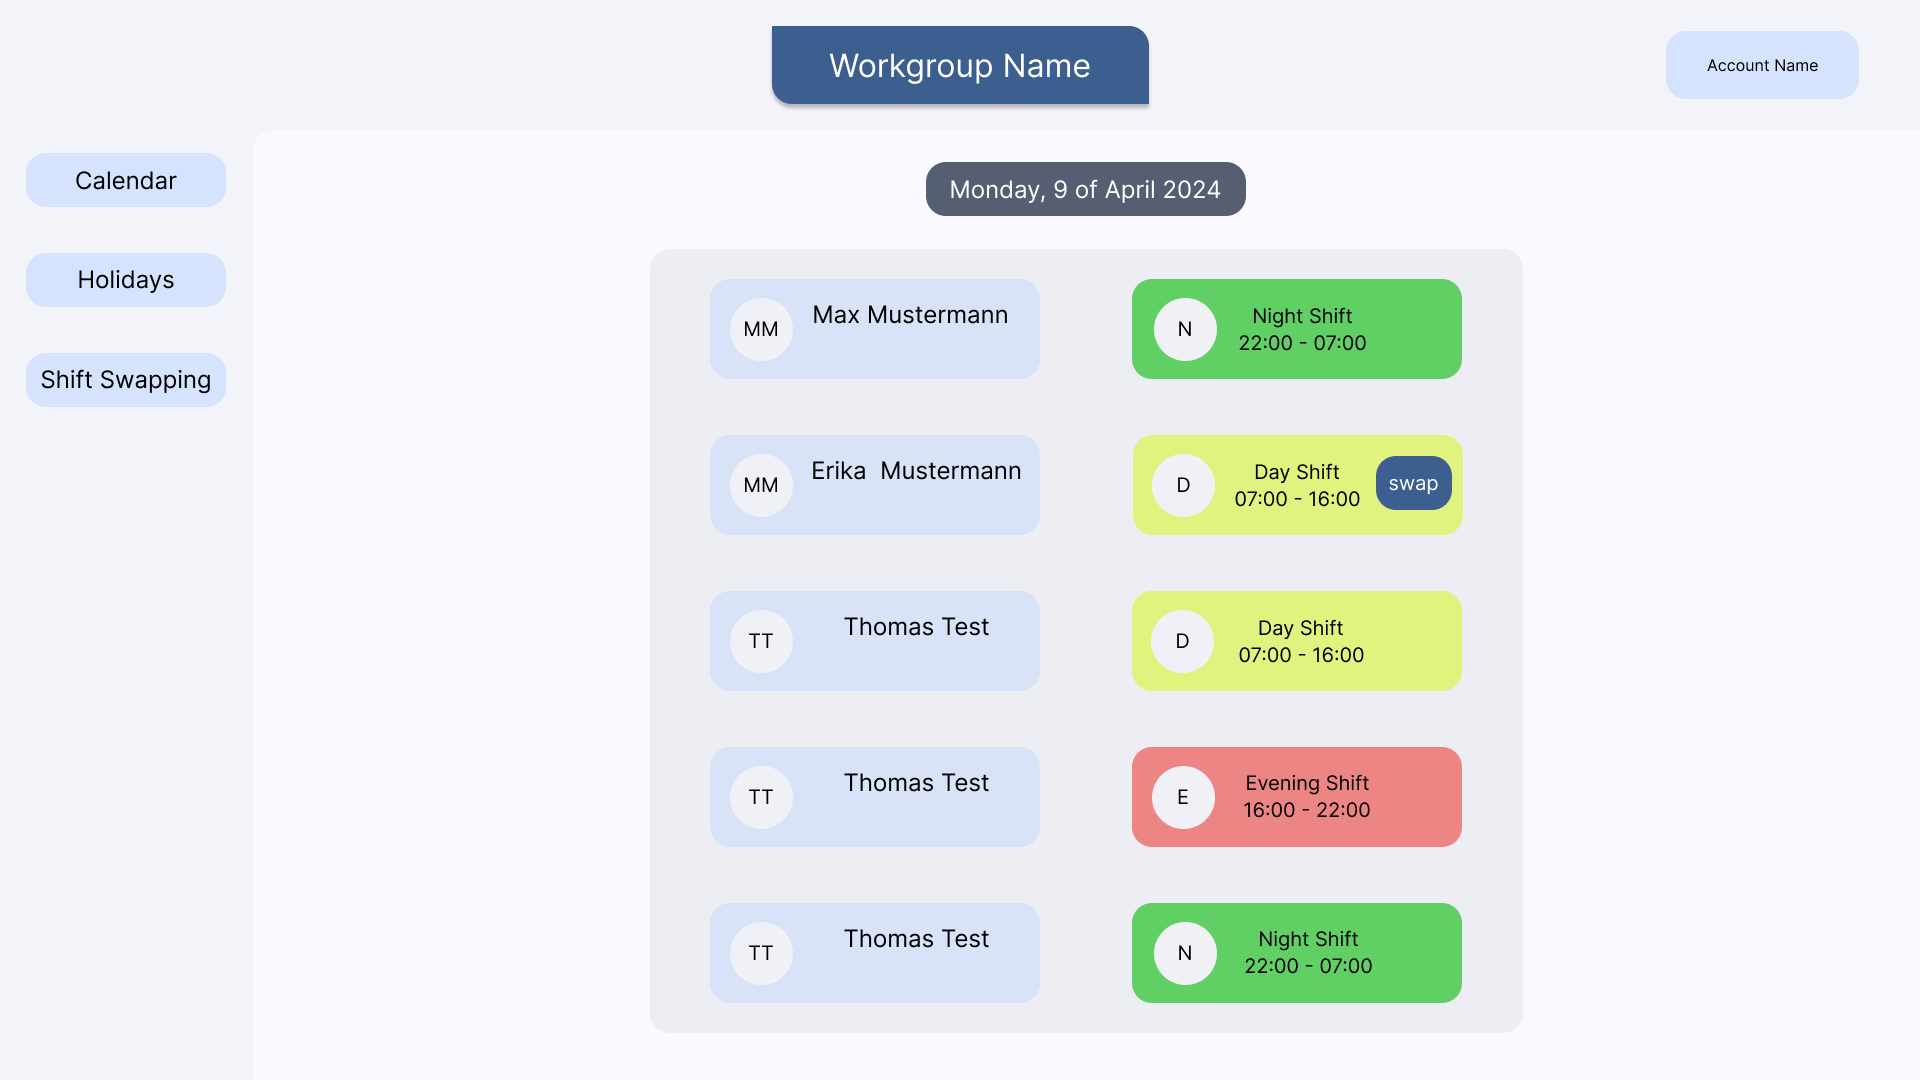 Workgroup Name
Account Name
Calendar
Holidays
Shift Swapping
Monday, 9 of April 2024
MM
Max Mustermann
N
Night Shift
22:00 - 07:00
MM
Erika  Mustermann
D
Day Shift
07:00 - 16:00
swap
TT
Thomas Test
D
Day Shift
07:00 - 16:00
TT
Thomas Test
E
Evening Shift
16:00 - 22:00
TT
Thomas Test
N
Night Shift
22:00 - 07:00